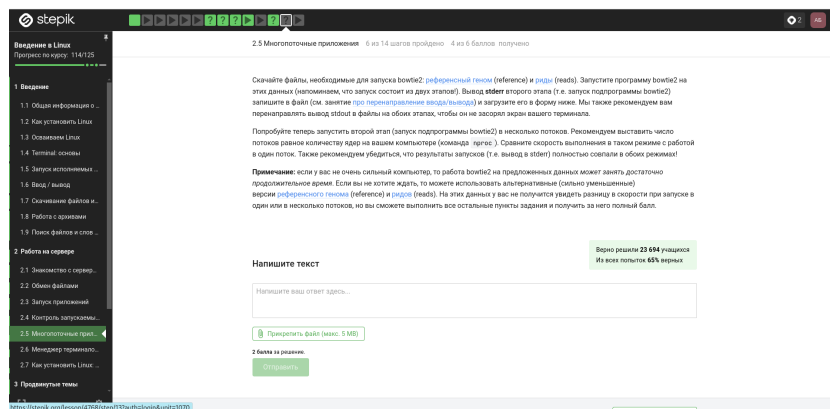 stepik
2
АБ
Введение в Linux
Прогресс по курсу: 114/125
2.5 Многопоточные приложения 6 из 14 шагов пройдено 4 из 6 баллов получено
1 Введение
1.1 Общая информация о ...
1.2 Как установить Linux
1.3 Осваиваем Linux
1.4 Terminal: основы
1.5 Запуск исполняемых ...
1.6 Ввод / вывод
1.7 Скачивание файлов и...
1.8 Работа с архивами
1.9 Поиск файлов и слов ...
2 Работа на сервере
2.1 Знакомство с сервер...
2.2 Обмен файлами
2.3 Запуск приложений
2.4 Контроль запускаемы...
2.5 Многопоточные прил...
2.6 Менеджер терминало...
2.7 Как установить Linux: ...
3 Продвинутые темы
https://stepik.org/lesson/4768/step/13?auth=login&unit=1070
Скачайте файлы, необходимые для запуска bowtie2: референсный геном (reference) и риды (reads). Запустите программу bowtie2 на
этих данных (напоминаем, что запуск состоит из двух этапов!). Вывод stderr второго этапа (т.е. запуск подпрограммы bowtie2)
запишите в файл (см. занятие про перенаправление ввода/вывода) и загрузите его в форму ниже. Мы также рекомендуем вам
перенаправлять вывод stdout в файлы на обоих этапах, чтобы он не засорял экран вашего терминала.
Попробуйте теперь запустить второй этап (запуск подпрограммы bowtie2) в несколько потоков. Рекомендуем выставить число
потоков равное количеству ядер на вашем компьютере (команда nproc ). Сравните скорость выполнения в таком режиме с работой
в один поток. Также рекомендуем убедиться, что результаты запусков (т.е. вывод в stderr) полностью совпали в обоих режимах!
Примечание: если у вас не очень сильный компьютер, то работа bowtie2 на предложенных данных может занять достаточно
продолжительное время. Если вы не хотите ждать, то можете использовать альтернативные (сильно уменьшенные)
версии референсного генома (reference) и ридов (reads). На этих данных у вас не получится увидеть разницу в скорости при запуске в
один или в несколько потоков, но вы сможете выполнить все остальные пункты задания и получить за него полный балл.
Верно решили 23 694 учащихся
Из всех попыток 65% верных
Напишите текст
Напишите ваш ответ здесь...
Прикрепить файл (макс. 5 MB)
2 балла за решение.
Отправить